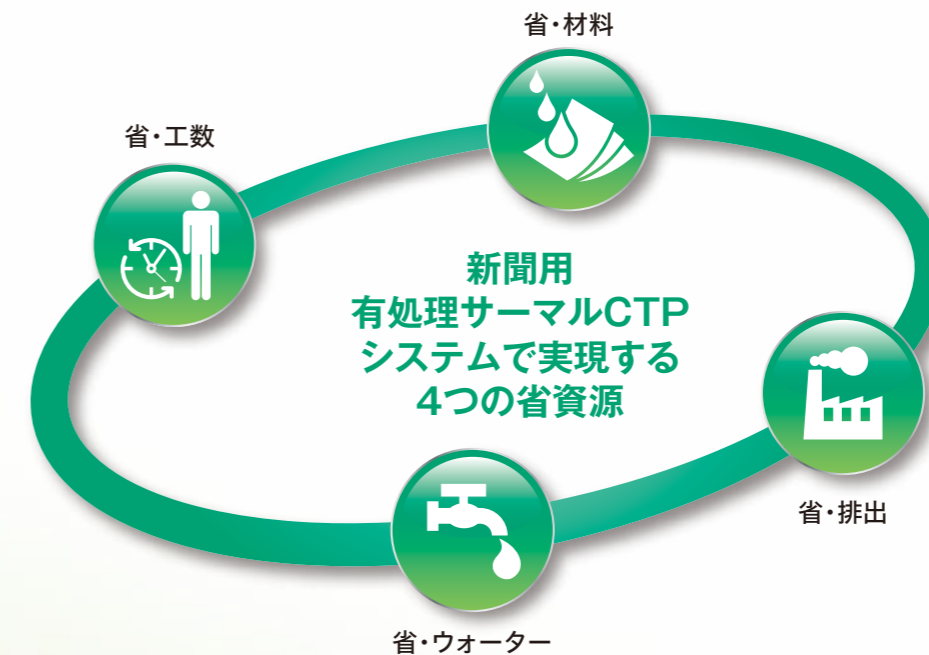 省・材料
省・工数
新聞用
有処理サーマルCTP
システムで実現する
4つの省資源
省・排出
省・ウォーター